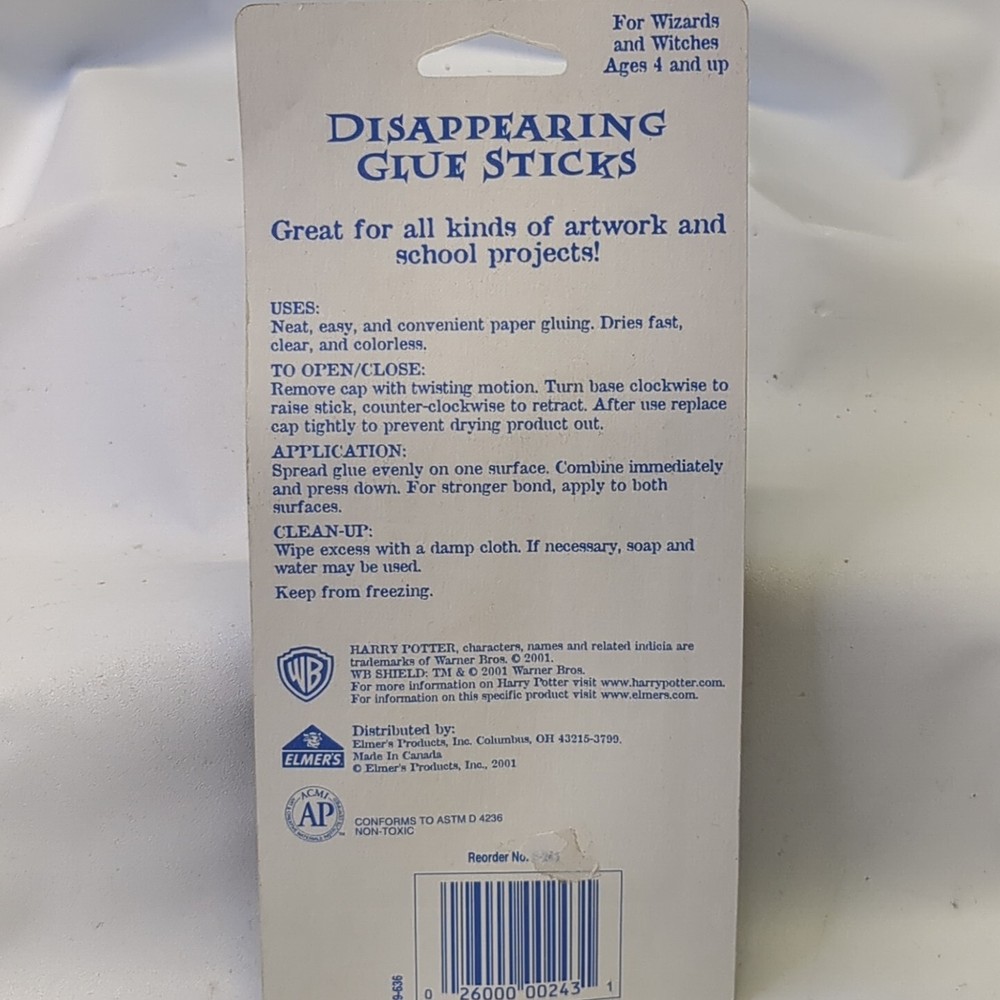 For Wizards
and Witches
Ages 4 and up
DISAPPEARING
GLUE STICKS
Great for all kinds of artwork and
school projects!
USES:
Neat, easy, and convenient paper gluing. Dries fast,
clear, and colorless.
TO OPEN/CLOSE:
Remove cap with twisting motion. Turn base clockwise to
raise stick, counter-clockwise to retract. After use replace
cap tightly to prevent drying product out.
APPLICATION:
Spread glue evenly on one surface. Combine immediately
and press down. For stronger bond, apply to both
surfaces.
CLEAN-UP:
Wipe excess with a damp cloth. If necessary, soap and
water may be used.
Keep from freezing.
WB
HARRY POTTER, characters, names and related indicia are
trademarks of Warner Bros. © 2001.
WB SHIELD: TM & © 2001 Warner Bros.
For more information on Harry Potter visit www.harrypotter.com.
For information on this specific product visit www.elmers.com.
ELMER'S
Distributed by:
Elmer's Products, Inc. Columbus, OH 43215-3799.
Made In Canada
© Elmer's Products, Inc., 2001
ACMI
AP
CONFORMS TO ASTM D 4236
NON-TOXIC
Reorder No.
9-636
0 26000 00243 1